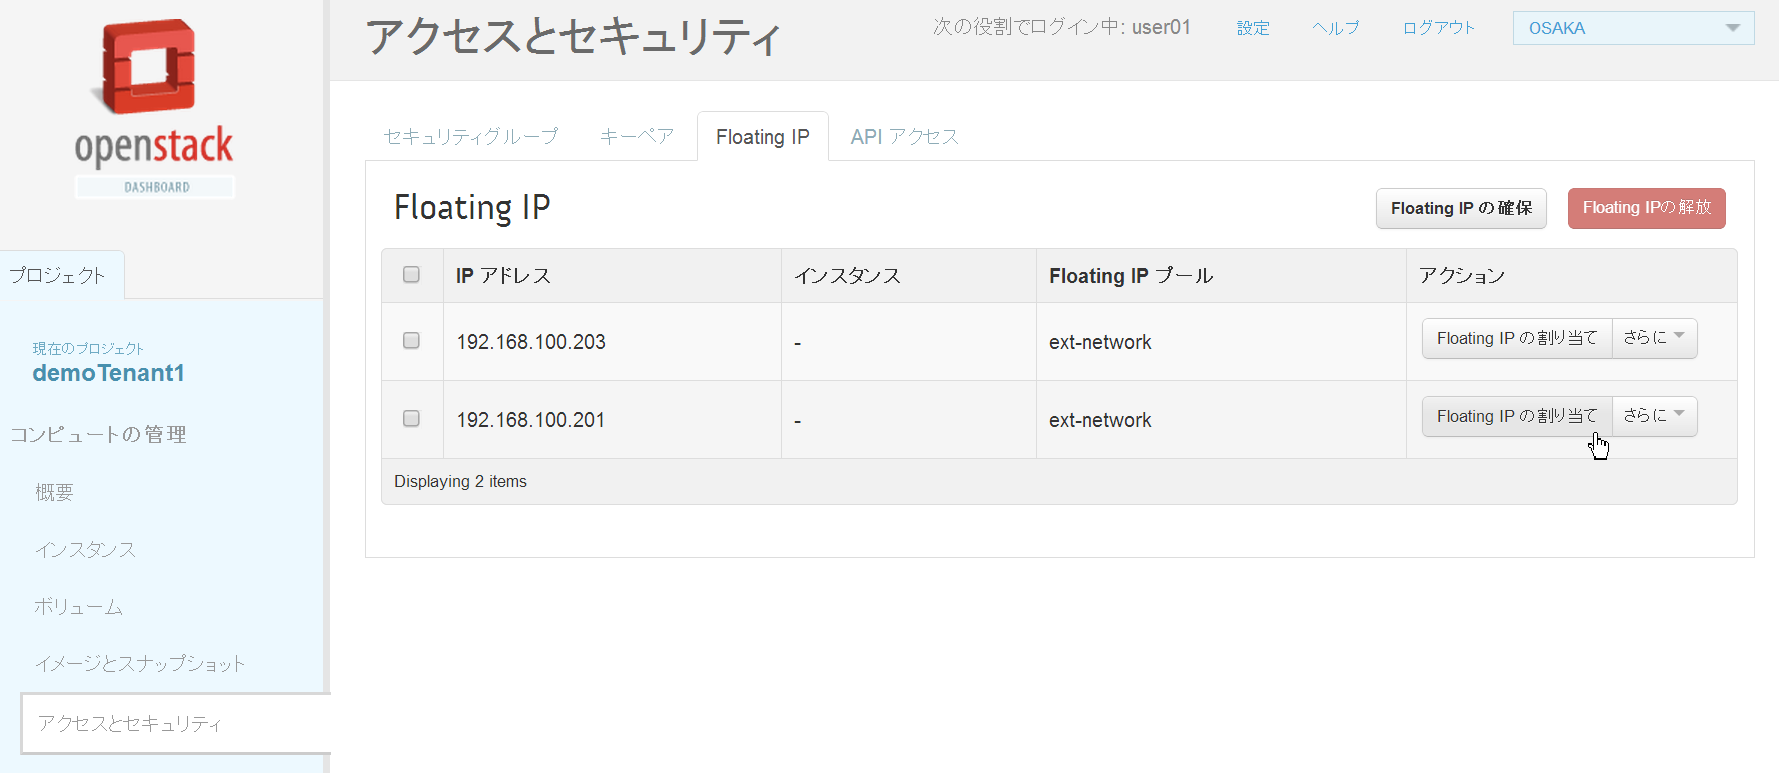 openstack
DASHBOARD
プロジェクト
現在のプロジェクト
demoTenant1
コンピュートの管理
概要
インスタンス
ボリューム
イメージとスナップショット
アクセスとセキュリティ
アクセスとセキュリティ
次の役割でログイン中: user01 設定 ヘルプ ログアウト OSAKA
セキュリティグループ キーペア Floating IP API アクセス
Floating IP
Floating IP の確保 Floating IPの解放
IP アドレス インスタンス Floating IP プール アクション
192.168.100.203 - ext-network Floating IP の割り当て さらに
192.168.100.201 - ext-network Floating IP の割り当て さらに
Displaying 2 items